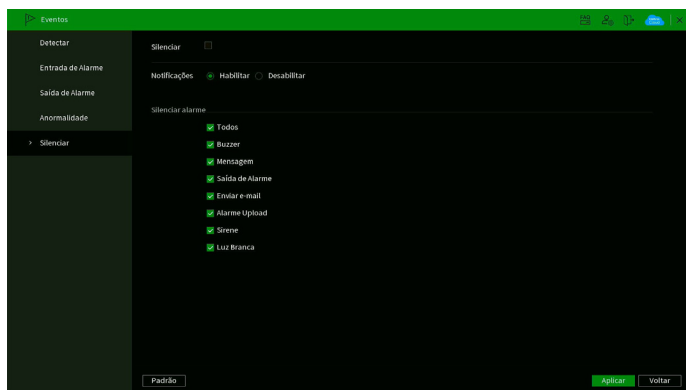 Eventos
Detectar
Entrada de Alarme
Saída de Alarme
Anormalidade
> Silenciar
Silenciar
Notificações Habilitar Desabilitar
Silenciar alarme
Todos
Buzzer
Mensagem
Saída de Alarme
Enviar e-mail
Alarme Upload
Sirene
Luz Branca
Padrão Aplicar Voltar